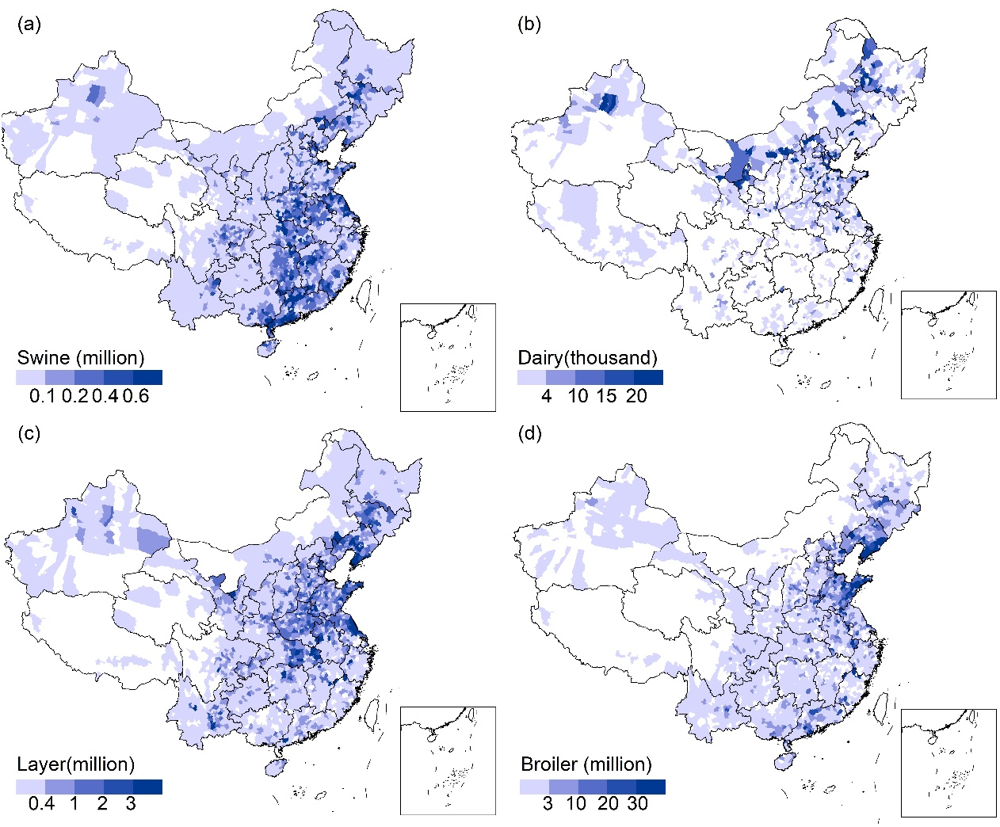 (a)
(b)
Swine (million)
0.1 0.2 0.4 0.6
Dairy(thousand)
4 10 15 20
(c)
(d)
Layer(million)
0.4 1 2 3
Broiler (million)
3 10 20 30